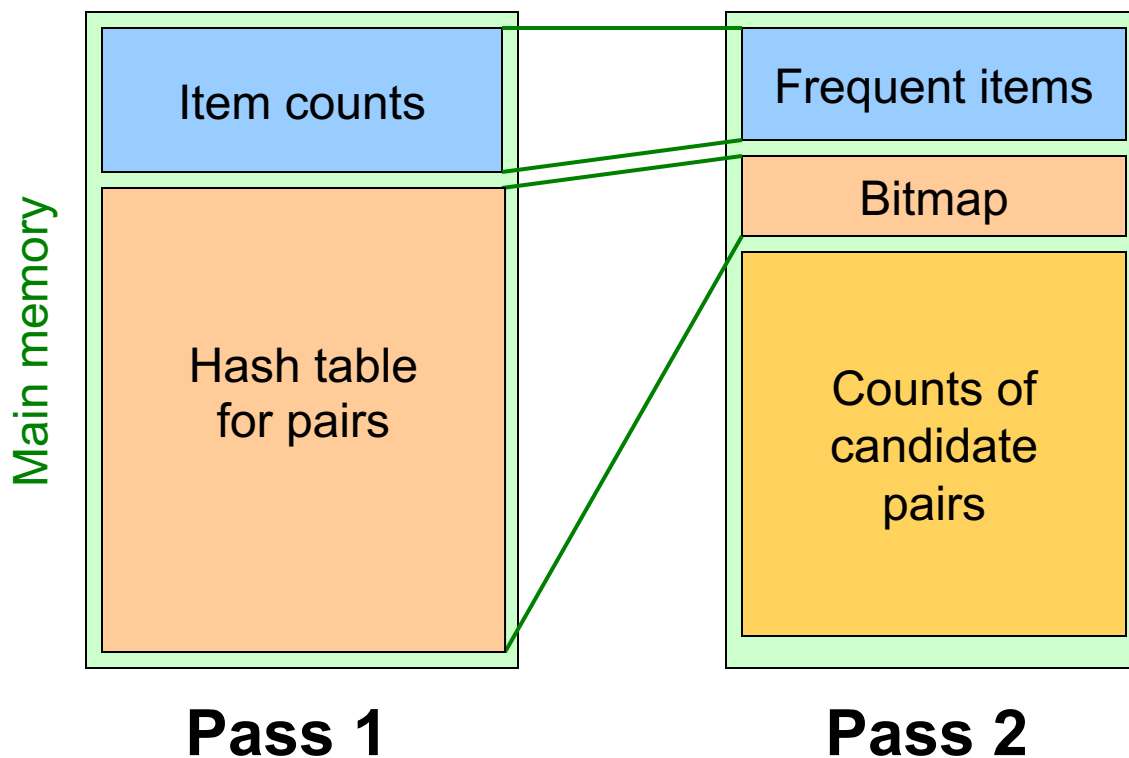 Main memory
Item counts
Hash table
for pairs
Pass 1
Frequent items
Bitmap
Counts of
candidate
pairs
Pass 2